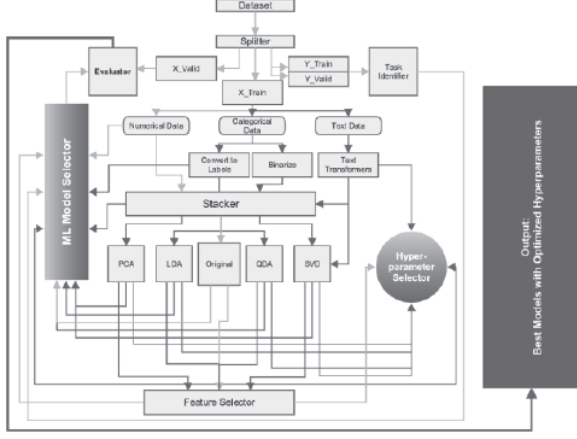 Dataset
Splitter
Evaluator
X_Valid
Y_Train
Y_Valid
Task
Identifier
X_Train
Numerical Data
Categorical
Data
Text Data
Convert to
Labels
Binarize
Text
Transformers
ML Model Selector
Stacker
PCA
LDA
Original
QDA
SVD
Hyper-
parameter
Selector
Feature Selector
Output:
Best Models with Optimized Hyperparameters